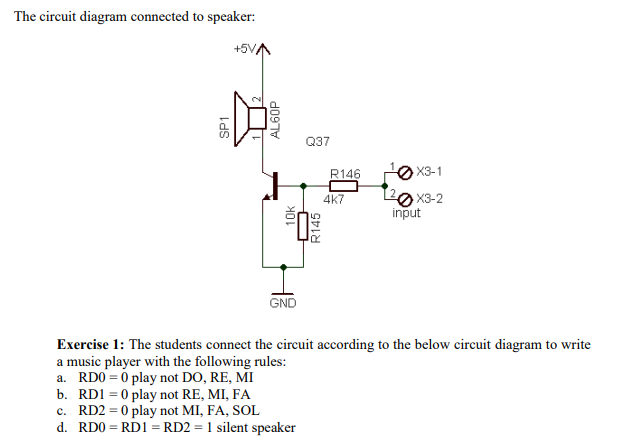 The circuit diagram connected to speaker:
+5V
2
SP1
AL60P
1
Q37
R146
4k7
1
X3-1
2
X3-2
input
10K
R145
GND
Exercise 1: The students connect the circuit according to the below circuit diagram to write
a music player with the following rules:
a. RD0 = 0 play not DO, RE, MI
b. RD1 = 0 play not RE, MI, FA
c. RD2 = 0 play not MI, FA, SOL
d. RD0 = RD1 = RD2 = 1 silent speaker